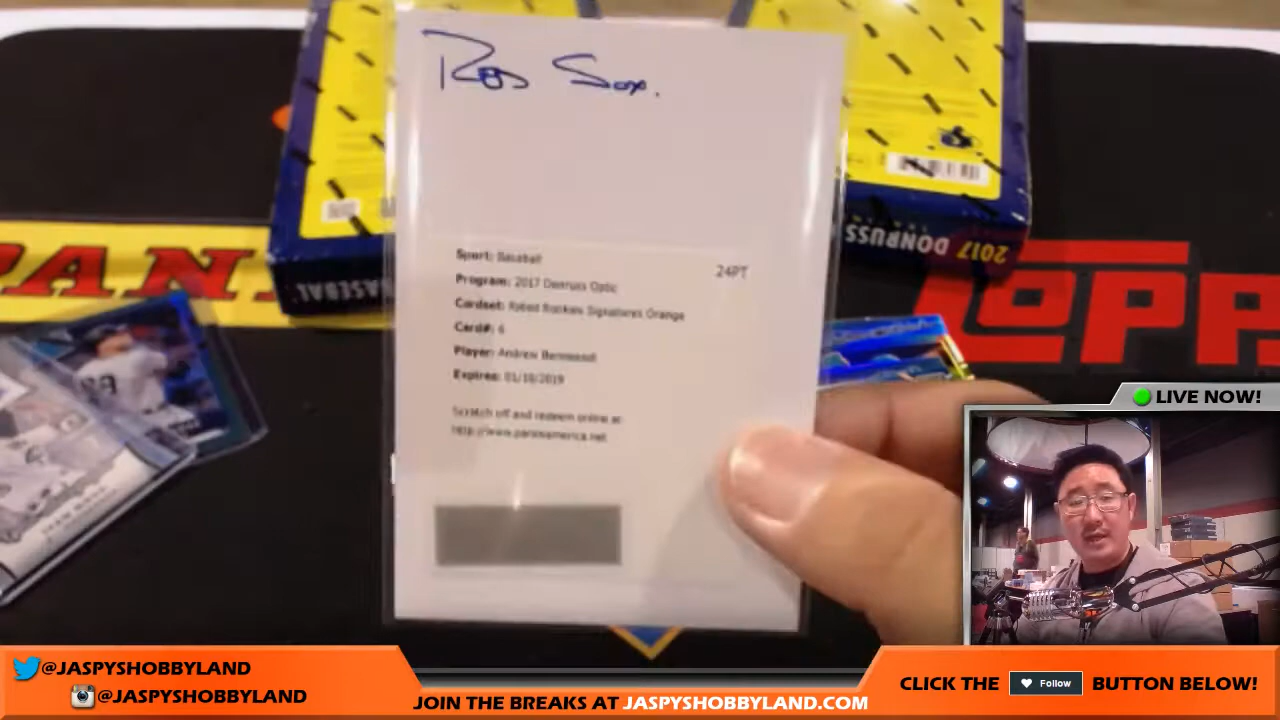 Red Sox.
Sport: Baseball
24PT
Program: 2017 Donruss Optic
Cardset: Rated Rookies Signatures Orange
Card#: 6
Player: Andrew Benintendi
Expires: 01/10/2019
Scratch off and redeem online at
http://www.paniniamerica.net
2017 DONRUSS
BASEBALL
PANINI
TOPPS
LIVE NOW!
@JASPYSHOBBYLAND
@JASPYSHOBBYLAND
JOIN THE BREAKS AT JASPYSHOBBYLAND.COM
CLICK THE Follow BUTTON BELOW!